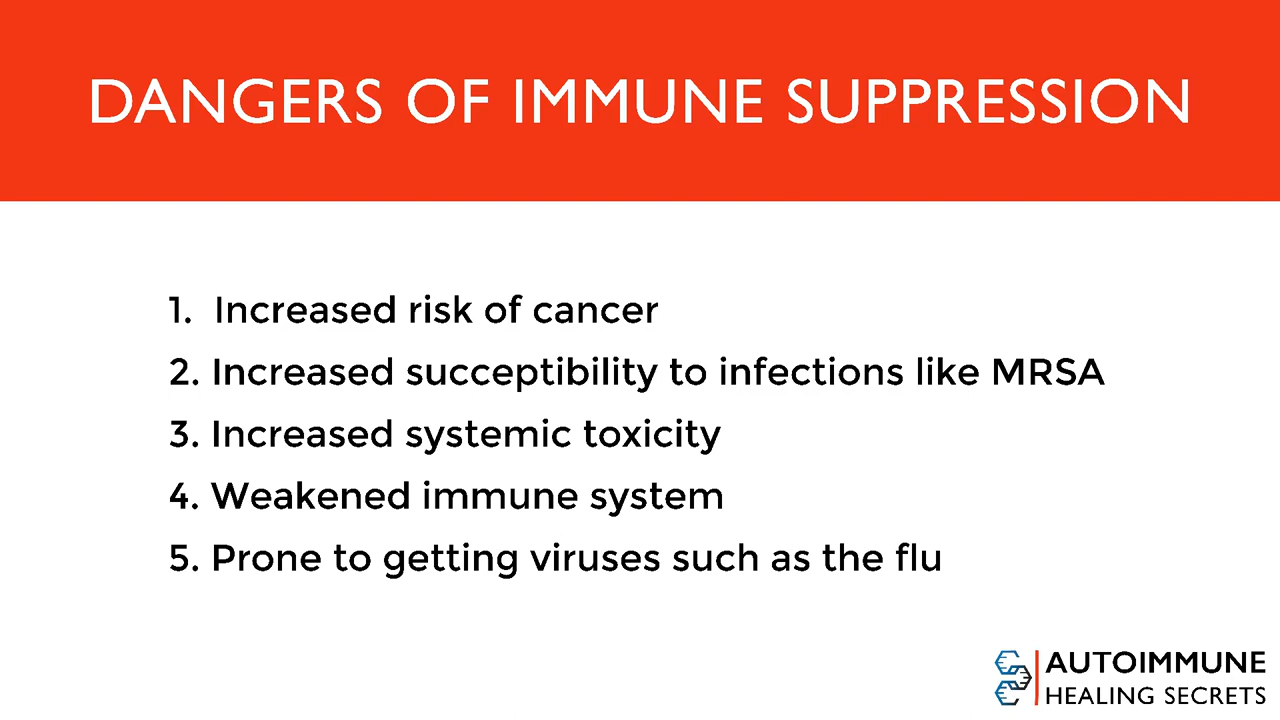 DANGERS OF IMMUNE SUPPRESSION
1. Increased risk of cancer
2. Increased succeptibility to infections like MRSA
3. Increased systemic toxicity
4. Weakened immune system
5. Prone to getting viruses such as the flu
AUTOIMMUNE
HEALING SECRETS